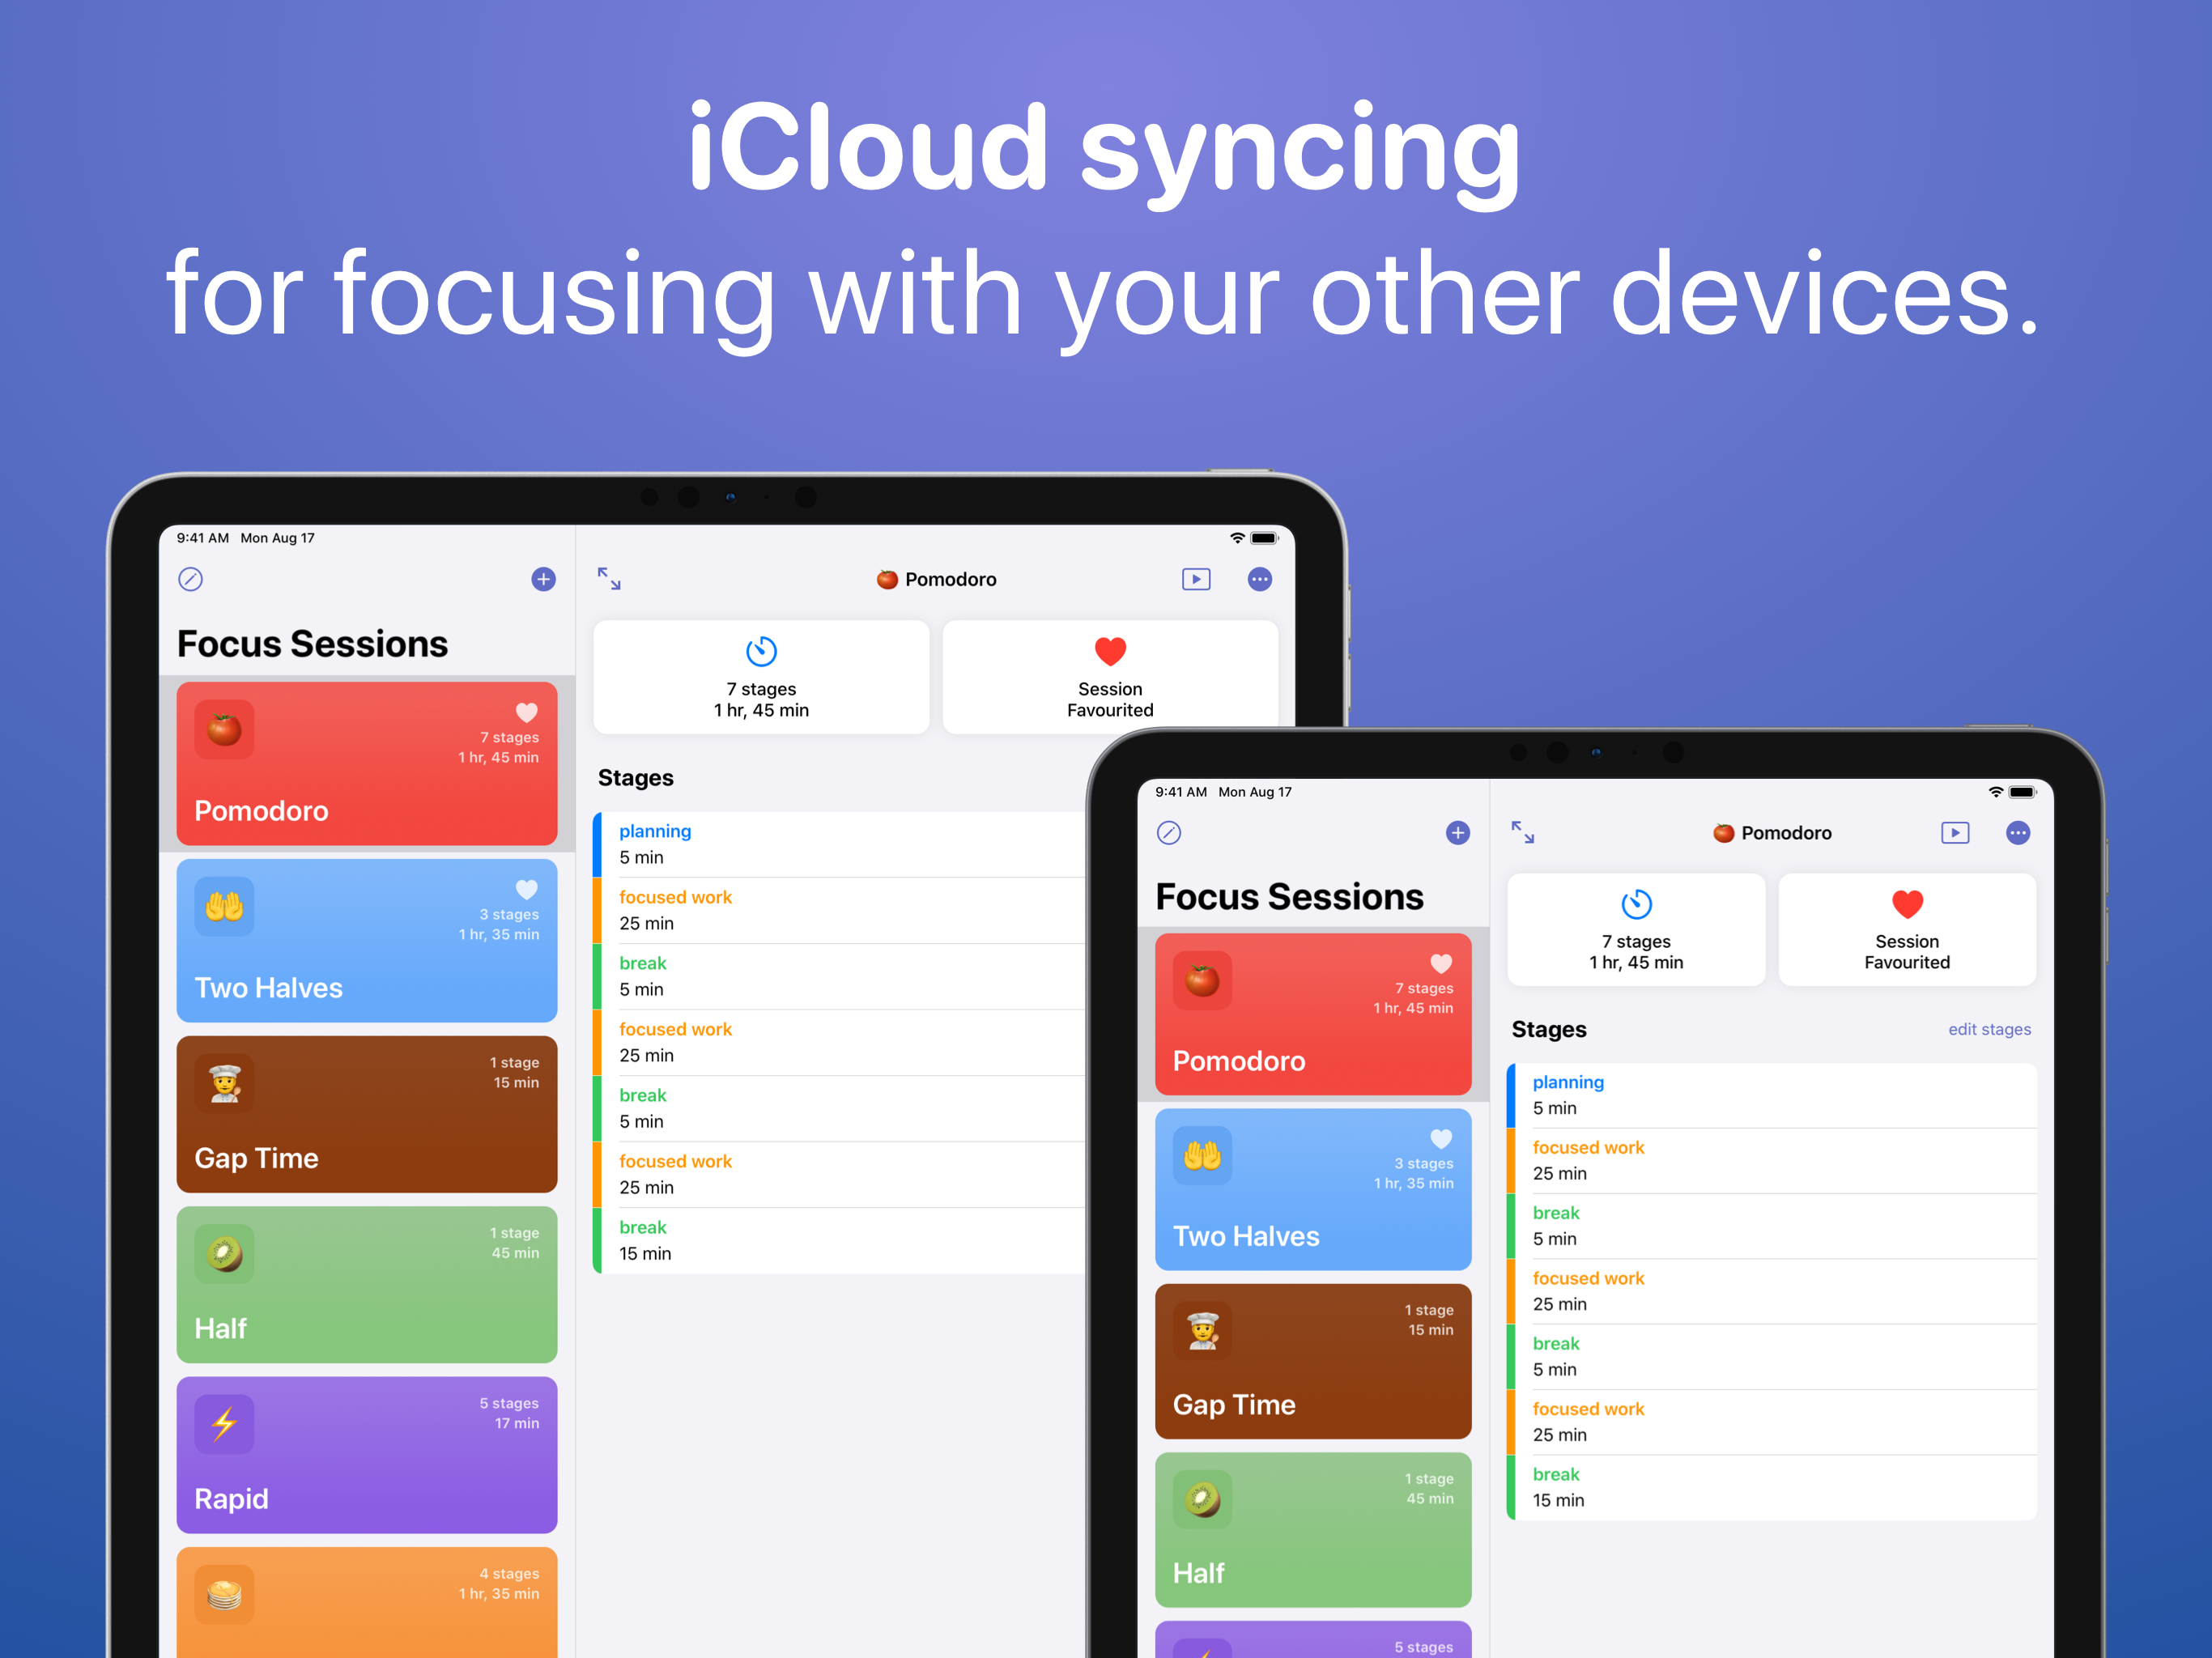 iCloud syncing
for focusing with your other devices.
9:41 AM Mon Aug 17
Focus Sessions
7 stages
1 hr, 45 min
Pomodoro
3 stages
1 hr, 35 min
Two Halves
1 stage
15 min
Gap Time
1 stage
45 min
Half
5 stages
17 min
Rapid
4 stages
1 hr, 35 min
Pomodoro
7 stages
1 hr, 45 min
Session
Favourited
Stages
planning
5 min
focused work
25 min
break
5 min
focused work
25 min
break
5 min
focused work
25 min
break
15 min
9:41 AM Mon Aug 17
Focus Sessions
7 stages
1 hr, 45 min
Pomodoro
3 stages
1 hr, 35 min
Two Halves
1 stage
15 min
Gap Time
1 stage
45 min
Half
5 stages
Pomodoro
7 stages
1 hr, 45 min
Session
Favourited
Stages
edit stages
planning
5 min
focused work
25 min
break
5 min
focused work
25 min
break
5 min
focused work
25 min
break
15 min